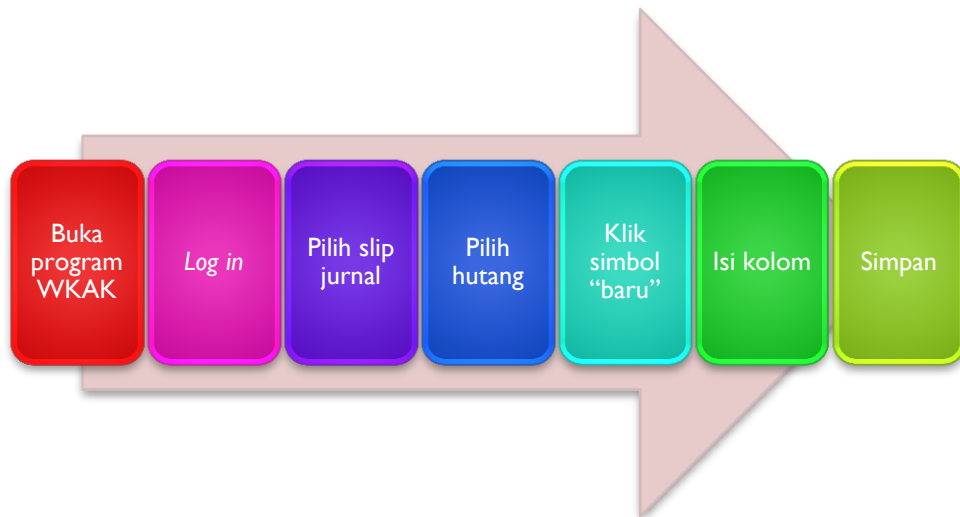 Buka
program
WKAK
Log in
Pilih slip
jurnal
Pilih
hutang
Klik
simbol
“baru”
Isi kolom
Simpan